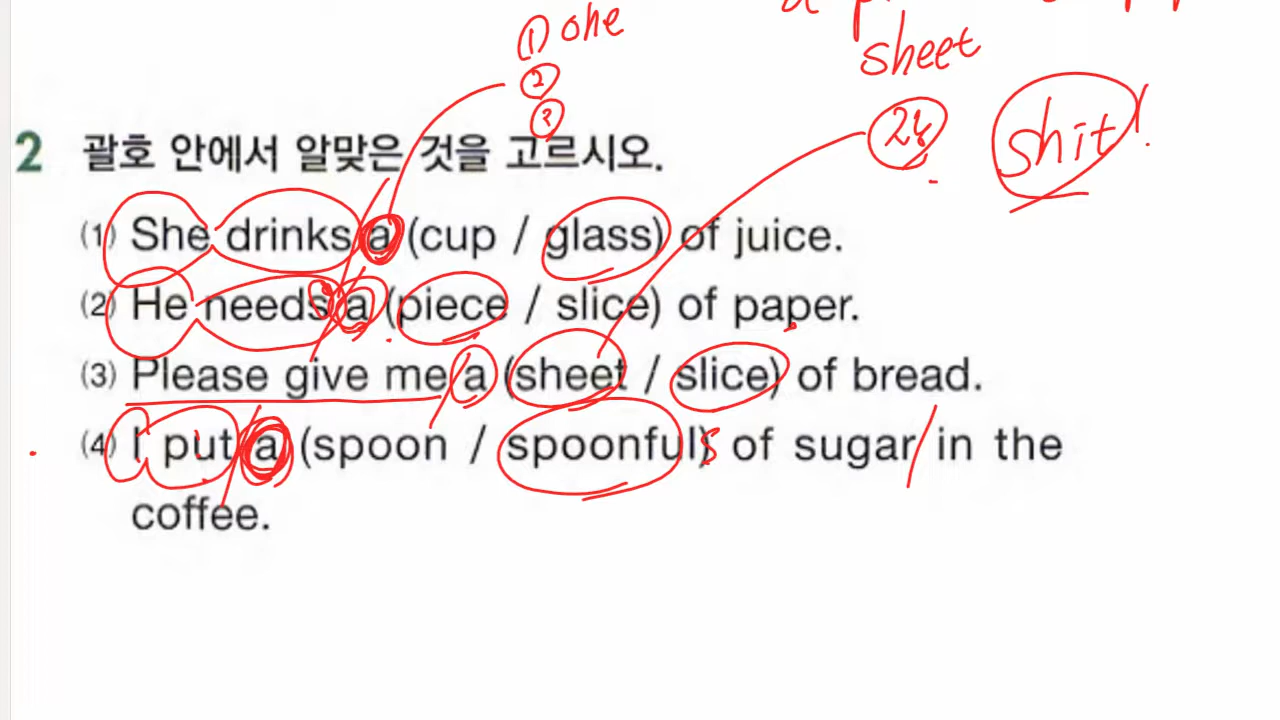 ① one
sheet
②
③
shit!
2 괄호 안에서 알맞은 것을 고르시오.
(1) She drinks a (cup / glass) of juice.
(2) He needs a (piece / slice) of paper.
(3) Please give me a (sheet / slice) of bread.
(4) I put a (spoon / spoonful)s of sugar in the
coffee.